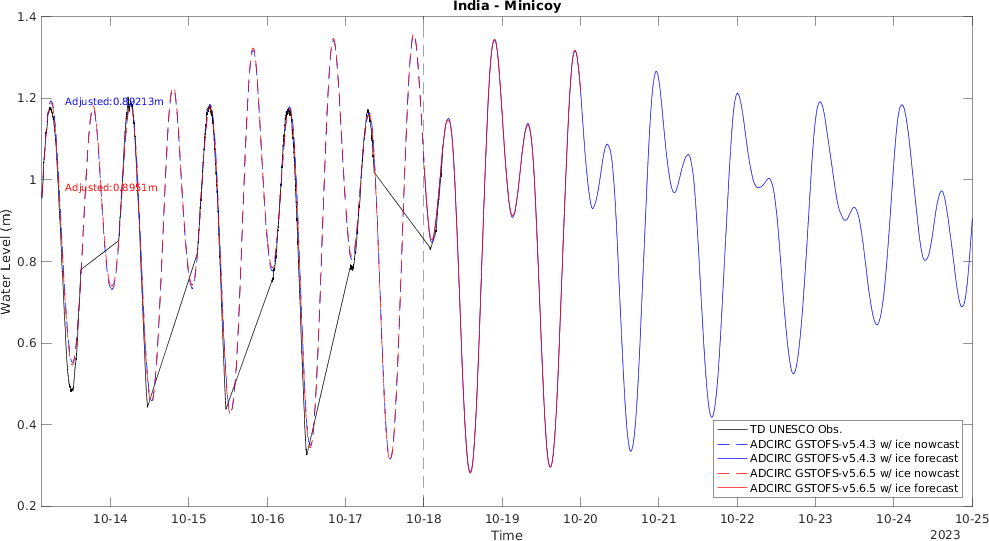 India - Minicoy
1.4
1.2
1
0.8
0.6
0.4
0.2
Water Level (m)
Adjusted:0.89213m
Adjusted:0.8951m
TD UNESCO Obs.
ADCIRC GSTOFS-v5.4.3 w/ ice nowcast
ADCIRC GSTOFS-v5.4.3 w/ ice forecast
ADCIRC GSTOFS-v5.6.5 w/ ice nowcast
ADCIRC GSTOFS-v5.6.5 w/ ice forecast
10-14 10-15 10-16 10-17 10-18 10-19 10-20 10-21 10-22 10-23 10-24 10-25
Time
2023